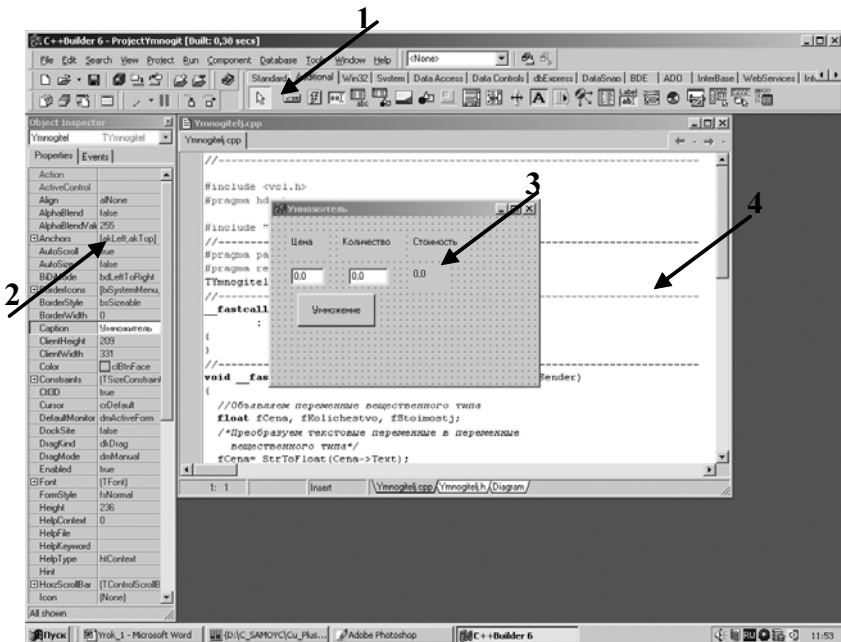 1
C++Builder 6 - ProjectYmnogit [Built: 0,30 secs]
File Edit Search View Project Run Component Database Tools Window Help <None>
Standard Additional Win32 System Data Access Data Controls dbExpress DataSnap BDE ADO InterBase WebServices
Object Inspector
Ymnogitel TYmnogitel
Properties Events
Action
ActiveControl
Align alNone
AlphaBlend false
AlphaBlendVal 255
Anchors [akLeft,akTop]
AutoScroll true
AutoSize false
BiDiMode bdLeftToRight
BorderIcons [biSystemMenu,
BorderStyle bsSizeable
BorderWidth 0
Caption Умножитель
ClientHeight 209
ClientWidth 331
Color clBtnFace
Constraints (TSizeConstraint
Ctl3D true
Cursor crDefault
DefaultMonitor dmActiveForm
DockSite false
DragKind dkDrag
DragMode dmManual
Enabled true
Font (TFont)
FormStyle fsNormal
Height 236
HelpContext 0
HelpFile
HelpKeyword
HelpType htContext
Hint
HorzScrollBar (TControlScrollB
Icon (None)
All shown
2
Ymnogitelj.cpp
Ymnogitelj.cpp
//
#include <vcl.h>
#pragma hd
#include "
//
#pragma pa
#pragma re
TYmnogitel
//
__fastcall
:
{
}
//
void __fas Sender)
{
//Объявляем переменные вещественного типа
float fCena, fKolichestvo, fStoimostj;
/*Преобразуем текстовые переменные в переменные
вещественного типа*/
fCena= StrToFloat(Cena->Text);
1: 1 Insert Ymnogitelj.cpp Ymnogitelj.h Diagram
Умножитель
Цена Количество Стоимость
0,0 0,0 0,0
Умножение
3
4
Пуск Yrok_1 - Microsoft Word {D:\C_SAMOYC\Cu_Plus... Adobe Photoshop C++Builder 6 RU 11:53